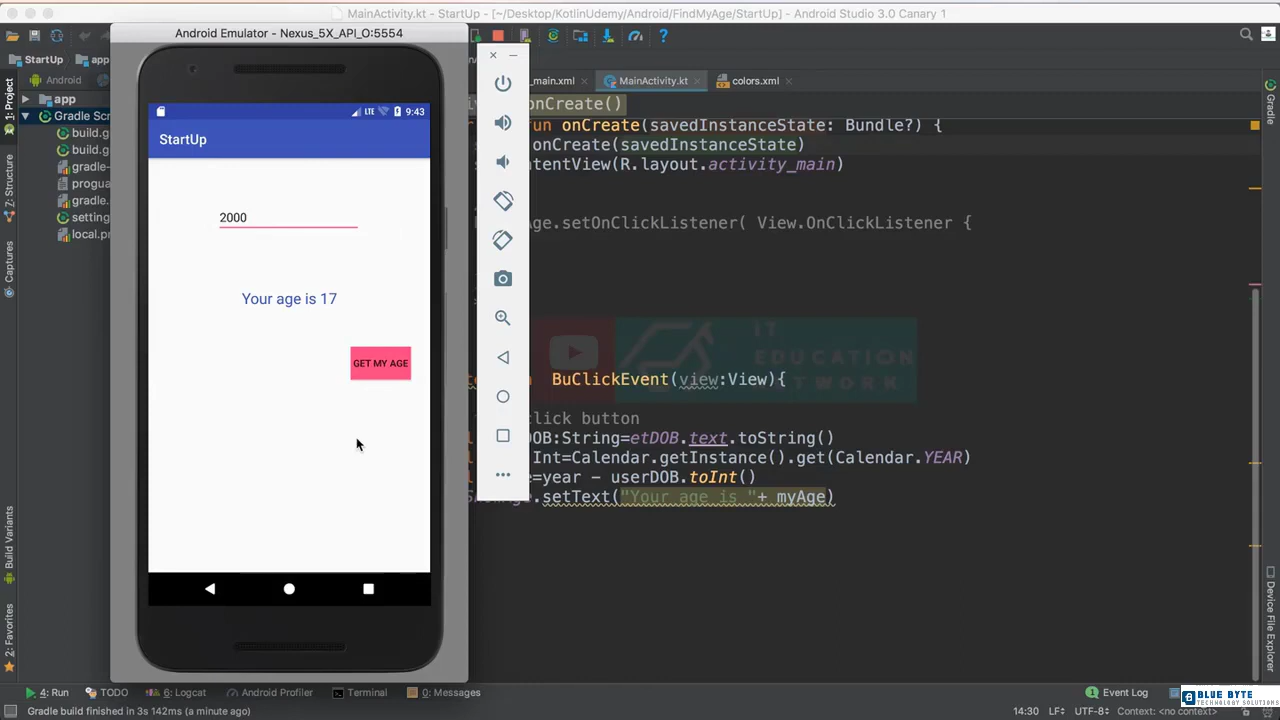 MainActivity.kt - StartUp - [~/Desktop/KotlinUdemy/Android/FindMyAge/StartUp] - Android Studio 3.0 Canary 1
Android Emulator - Nexus_5X_API_O:5554
StartUp
app
Android
_main.xml
MainActivity.kt
colors.xml
1: Project
Z: Structure
Captures
Build Variants
2: Favorites
Gradle
Device File Explorer
app
Gradle Scr
build.g
build.g
gradle-
progua
gradle.
setting
local.pr
LTE
9:43
StartUp
2000
Your age is 17
GET MY AGE
onCreate()
un onCreate(savedInstanceState: Bundle?) {
onCreate(savedInstanceState)
ntentView(R.layout.activity_main)
ge.setOnClickListener( View.OnClickListener {
IT
EDUCATION
TWORK
BuClickEvent(view:View){
click button
DOB:String=etDOB.text.toString()
Int=Calendar.getInstance().get(Calendar.YEAR)
=year - userDOB.toInt()
.setText("Your age is "+ myAge)
4: Run
TODO
6: Logcat
Android Profiler
Terminal
0: Messages
Event Log
Gradle build finished in 3s 142ms (a minute ago)
14:30
LF÷
UTF-8÷
Context: <no context>
BLUE BYTE
TECHNOLOGY SOLUTIONS